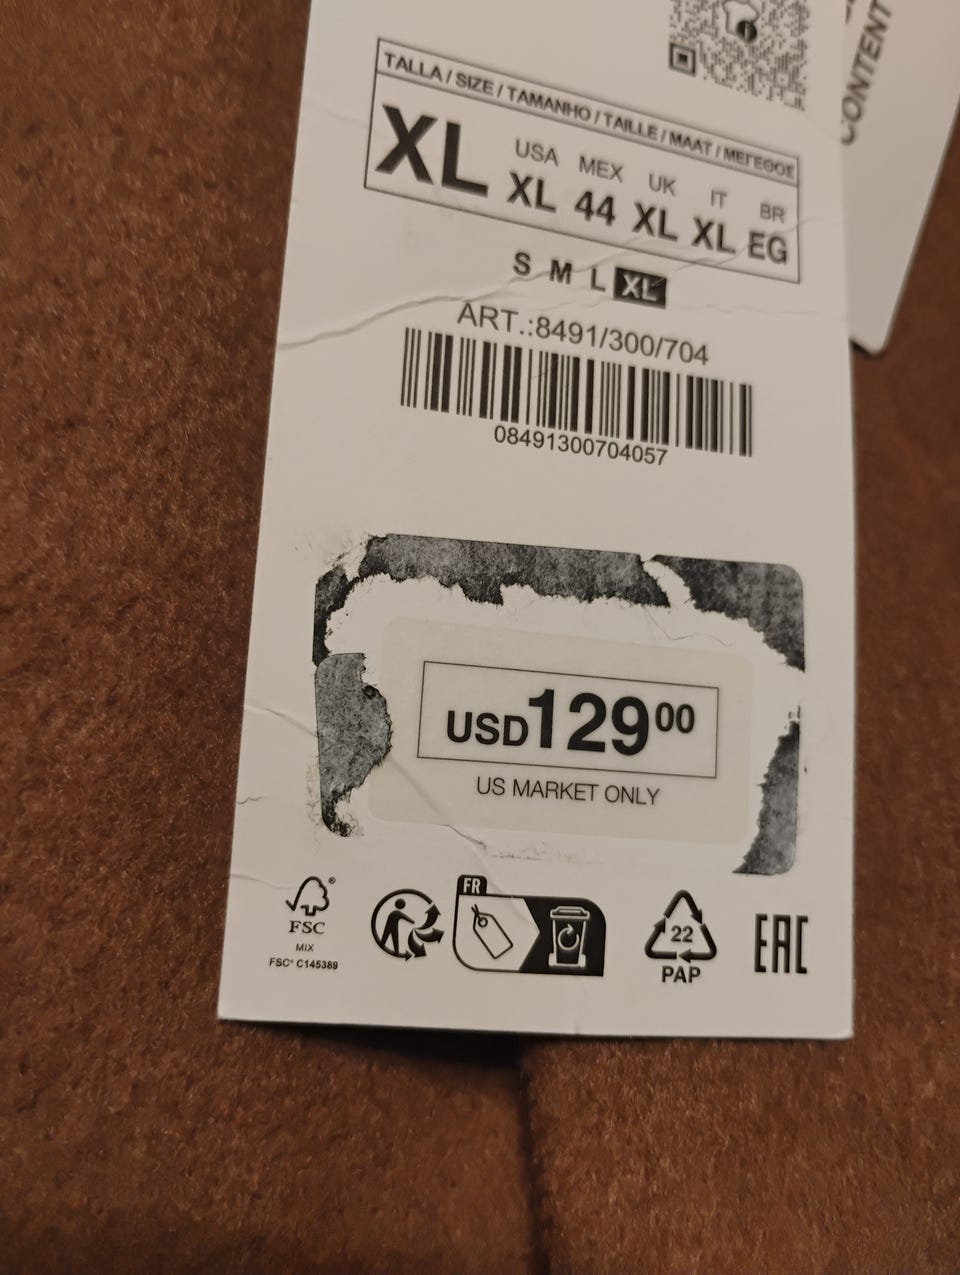 CONTENT
TALLA / SIZE / TAMANHO / TAILLE / MAAT / ΜΕΓΕΘΟΣ
XL
USA MEX UK IT BR
XL 44 XL XL EG
S M L XL
ART.:8491/300/704
08491300704057
USD12900
US MARKET ONLY
FSC®
MIX
FSC® C145389
FR
22
PAP
EAC